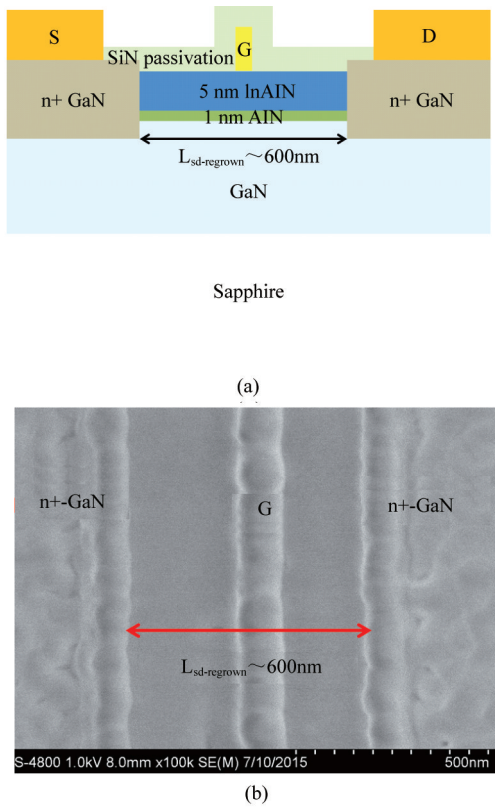 S
D
G
SiN passivation
n+ GaN
5 nm lnAlN
n+ GaN
1 nm AlN
Lsd-regrown～600nm
GaN
Sapphire
(a)
n+-GaN
G
n+-GaN
Lsd-regrown～600nm
S-4800 1.0kV 8.0mm x100k SE(M) 7/10/2015 500nm
(b)